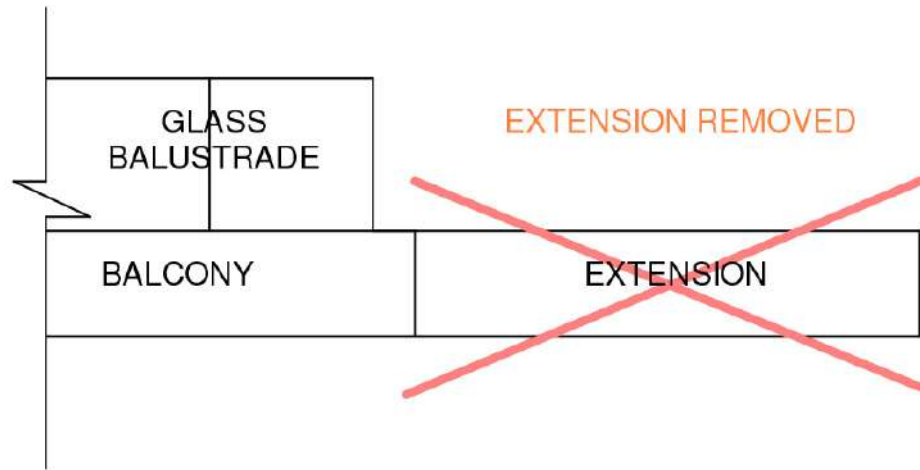 GLASS
BALUSTRADE
EXTENSION REMOVED
BALCONY
EXTENSION